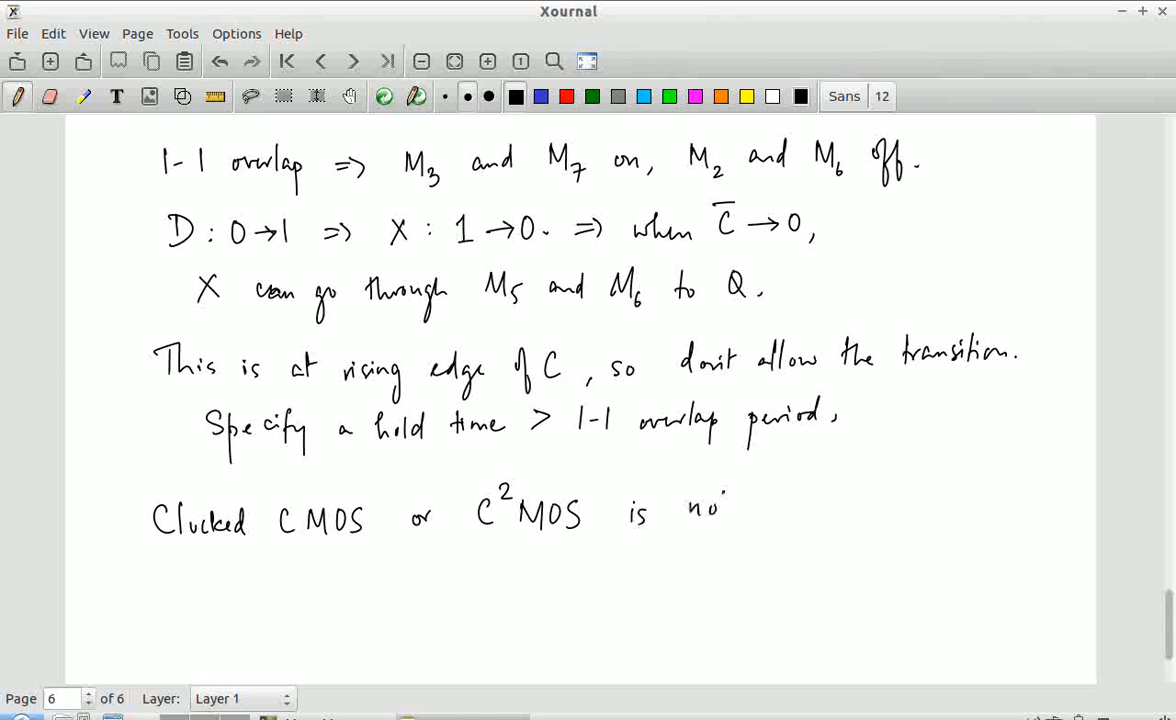 Xournal
File Edit View Page Tools Options Help
Sans 12
1-1 overlap => M3 and M7 on, M2 and M6 off.
D : 0→1 => X : 1→0. => when C̅ → 0,
X can go through M5 and M6 to Q.
This is at rising edge of C, so don't allow the transition.
Specify a hold time > 1-1 overlap period.
Clocked CMOS or C²MOS is no
Page 6 of 6 Layer: Layer 1